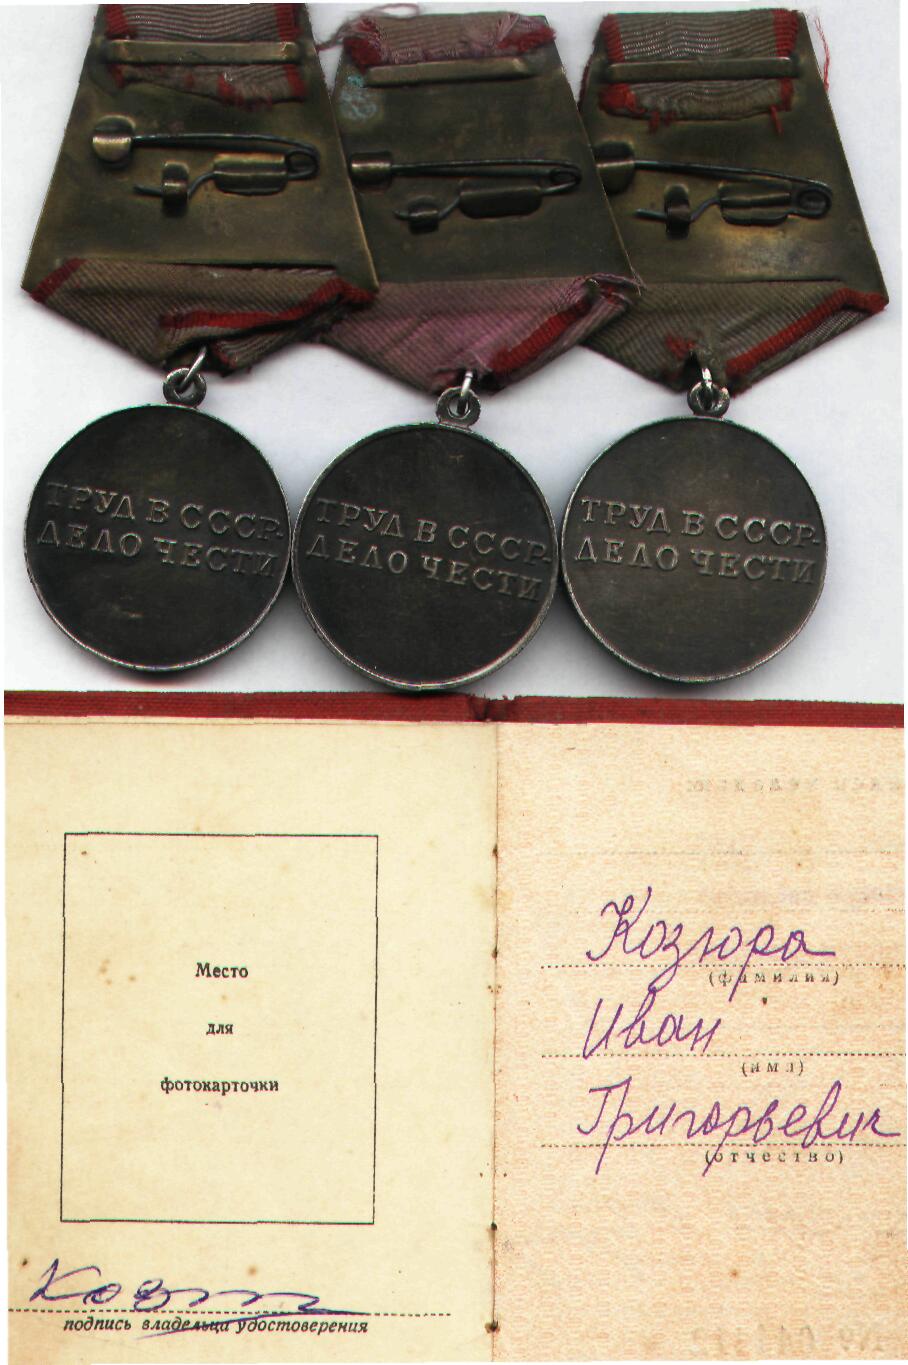 ТРУД В СССР-
ДЕЛО ЧЕСТИ
ТРУД В СССР-
ДЕЛО ЧЕСТИ
ТРУД В СССР-
ДЕЛО ЧЕСТИ
Место
для
фотокарточки
подпись владельца удостоверения
Козюра
(фамилия)
Иван
(имя)
Григорьевич
(отчество)